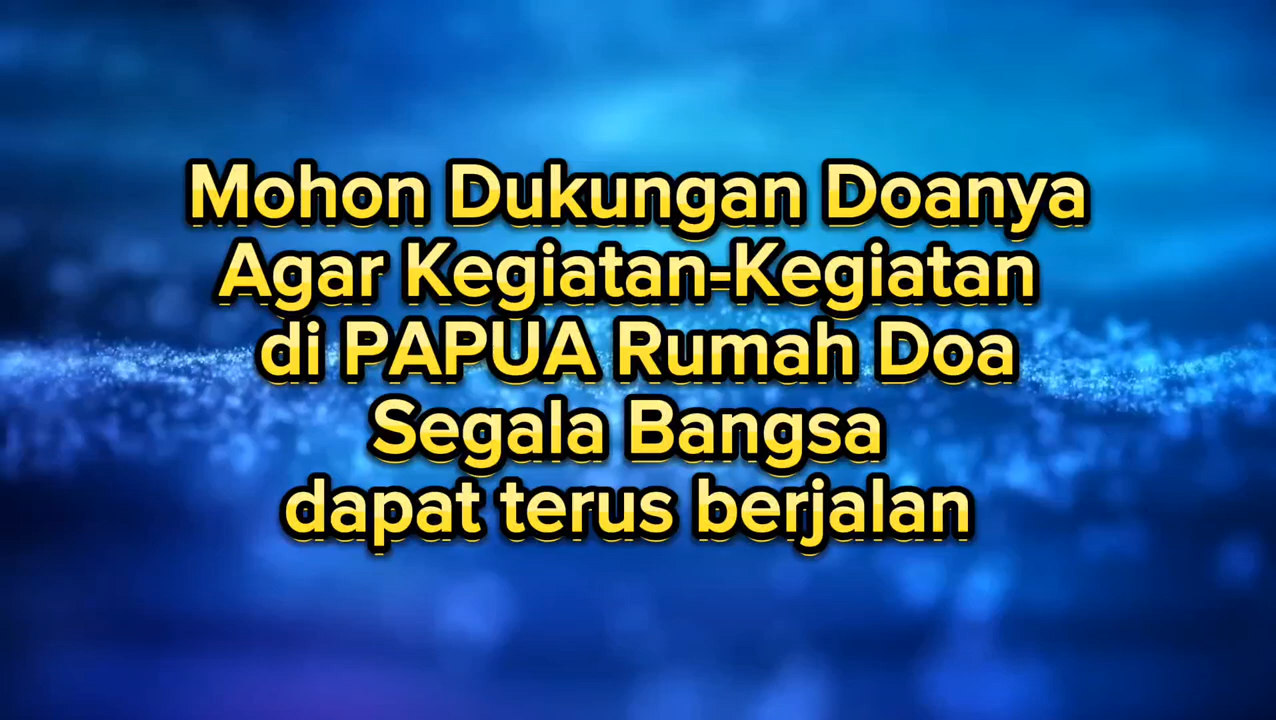 Mohon Dukungan Doanya
Agar Kegiatan-Kegiatan
di PAPUA Rumah Doa
Segala Bangsa
dapat terus berjalan